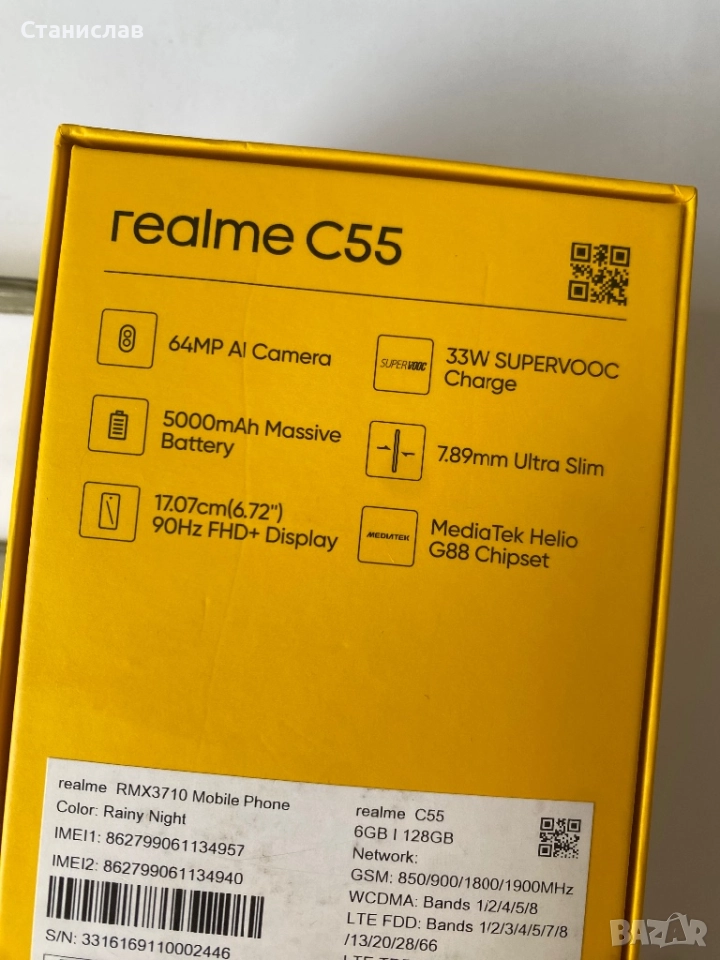 Станислав
realme C55
64MP AI Camera
SUPERVOOC
33W SUPERVOOC
Charge
5000mAh Massive
Battery
7.89mm Ultra Slim
17.07cm(6.72")
90Hz FHD+ Display
MEDIATEK
MediaTek Helio
G88 Chipset
realme RMX3710 Mobile Phone
Color: Rainy Night
IMEI1: 862799061134957
IMEI2: 862799061134940
S/N: 3316169110002446
realme C55
6GB I 128GB
Network:
GSM: 850/900/1800/1900MHz
WCDMA: Bands 1/2/4/5/8
LTE FDD: Bands 1/2/3/4/5/7/8
/13/20/28/66
BAZAR